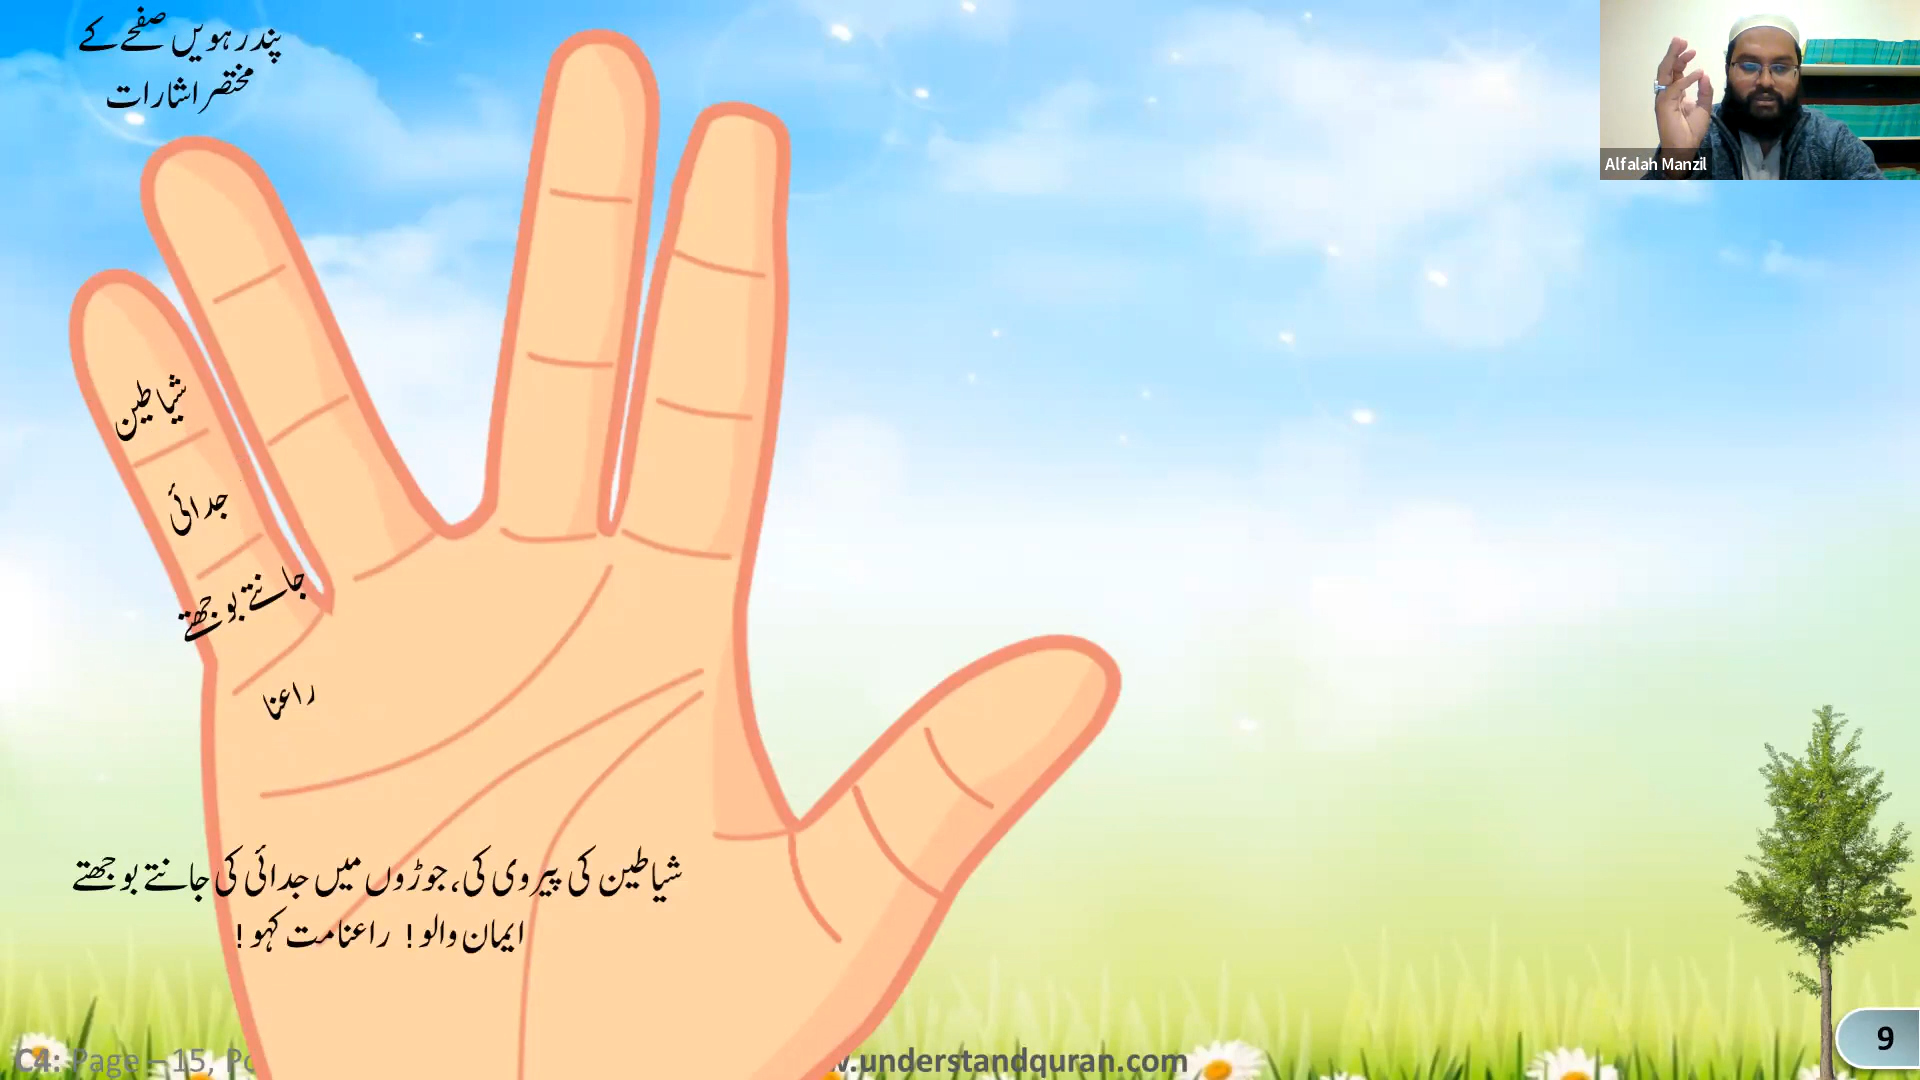 پندرہویں صفحے کے
مختصر اشارات
Alfalah Manzil
شیاطین
جدائی
جانتے بوجھتے
راعنا
شیاطین کی پیروی کی، جوڑوں میں جدائی کی جانتے بوجھتے
ایمان والو! راعنا مت کہو!
C4: Page – 15, Po
w.understandquran.com
9